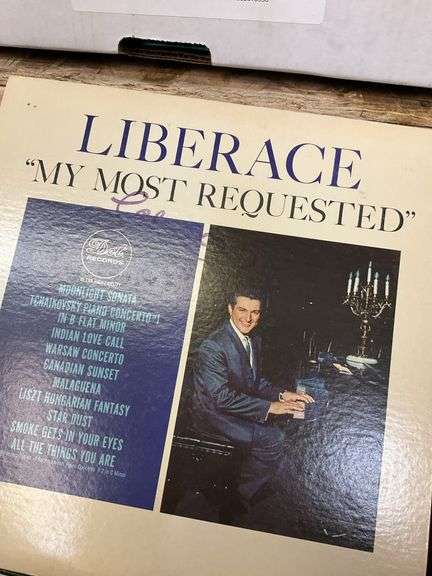 LIBERACE
"MY MOST REQUESTED"
Dot
RECORDS
MOONLIGHT SONATA
TCHAIKOVSKY PIANO CONCERTO #1
IN B FLAT MINOR
INDIAN LOVE CALL
WARSAW CONCERTO
CANADIAN SUNSET
MALAGUENA
LISZT HUNGARIAN FANTASY
STAR DUST
SMOKE GETS IN YOUR EYES
ALL THE THINGS YOU ARE